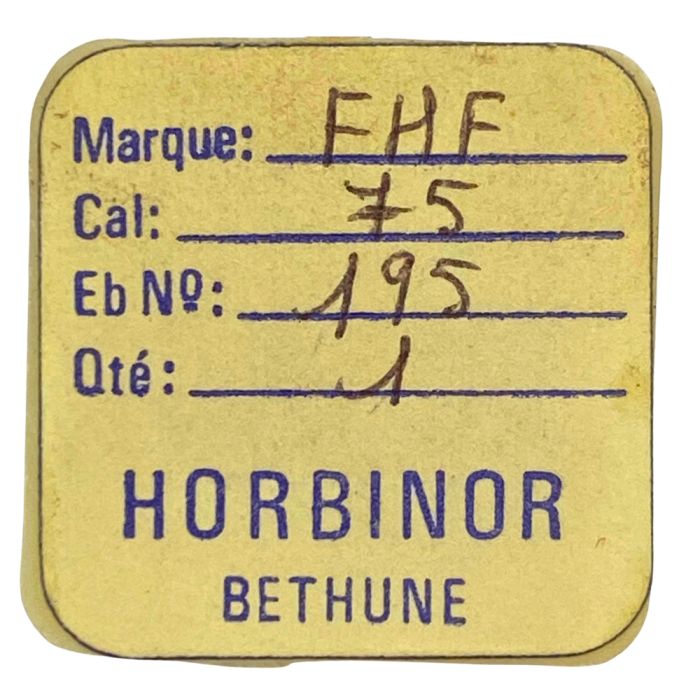 Marque: FHF
Cal: 75
Eb Nº: 195
Qté: 1
HORBINOR
BETHUNE